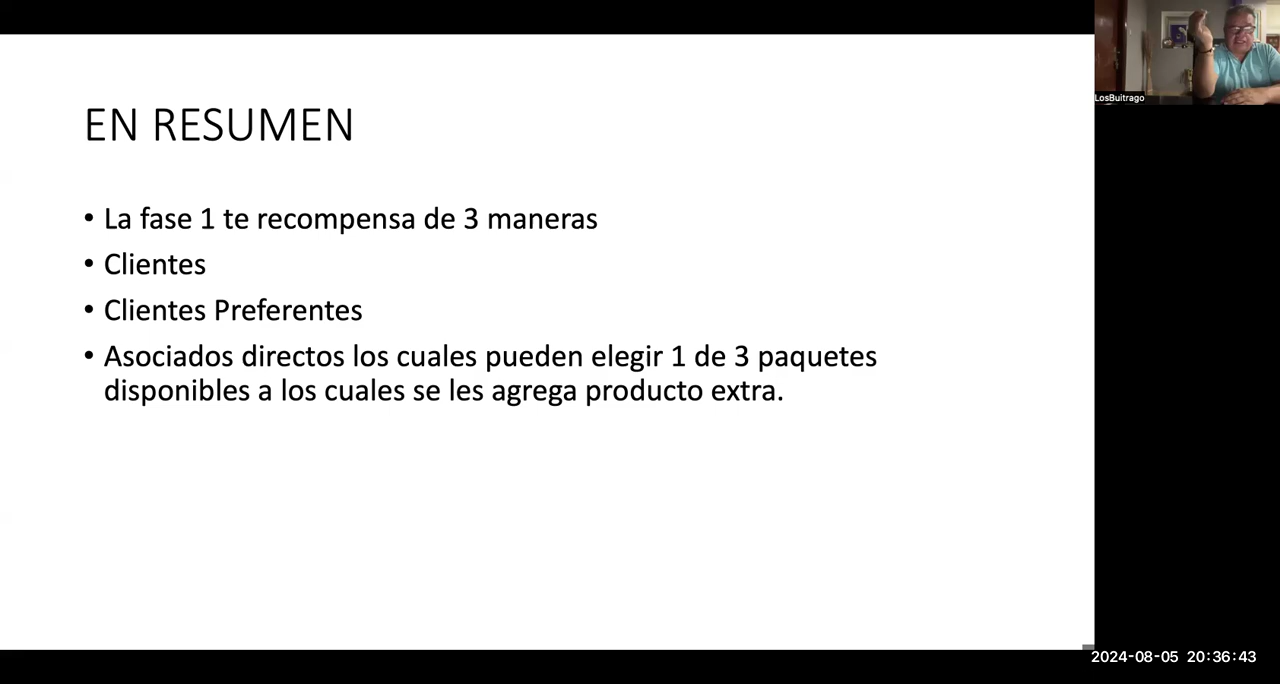 EN RESUMEN
• La fase 1 te recompensa de 3 maneras
• Clientes
• Clientes Preferentes
• Asociados directos los cuales pueden elegir 1 de 3 paquetes
disponibles a los cuales se les agrega producto extra.
LosBuitrago
2024-08-05 20:36:43